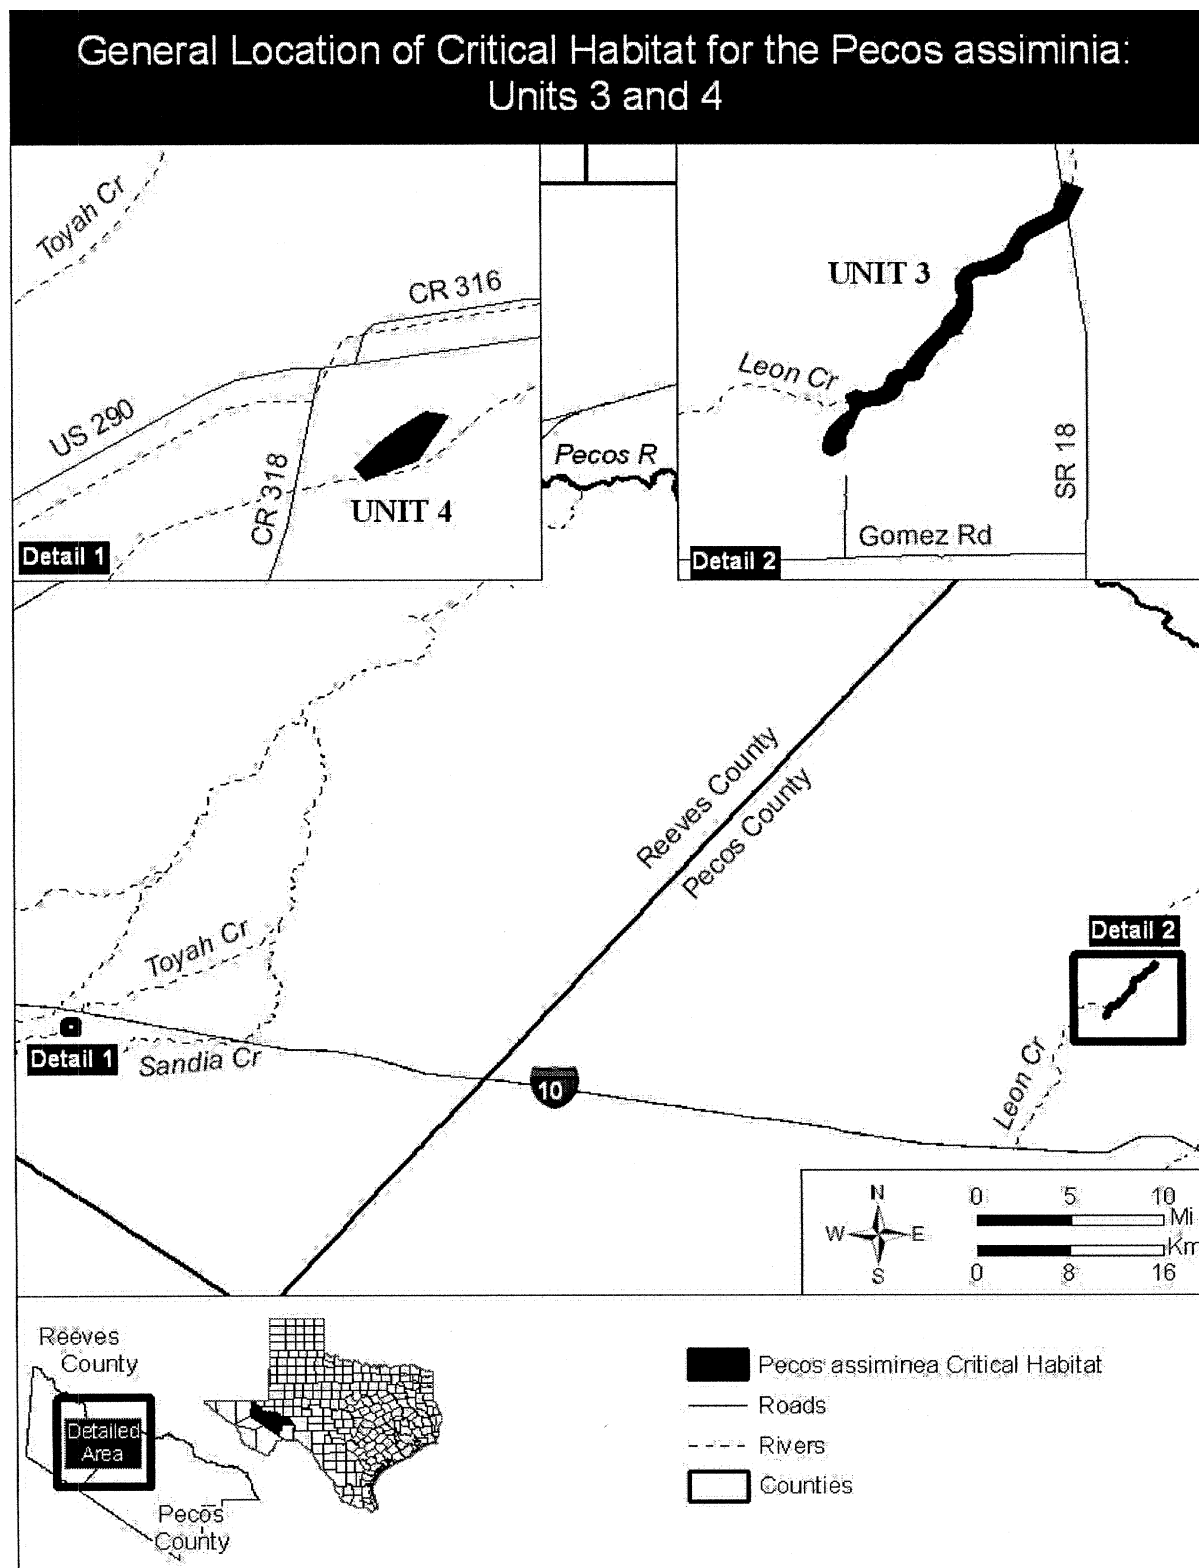 General Location of Critical Habitat for the Pecos assiminia:
Units 3 and 4
Toyah Cr
CR 316
US 290
CR 318
UNIT 4
Detail 1
Pecos R
UNIT 3
Leon Cr
SR 18
Gomez Rd
Detail 2
Reeves County
Pecos County
Toyah Cr
Detail 1
Sandia Cr
10
Detail 2
Leon Cr
N
W E
S
0 5 10
Mi
Km
0 8 16
Reeves
County
Detailed
Area
Pecos
County
Pecos assiminea Critical Habitat
Roads
Rivers
Counties